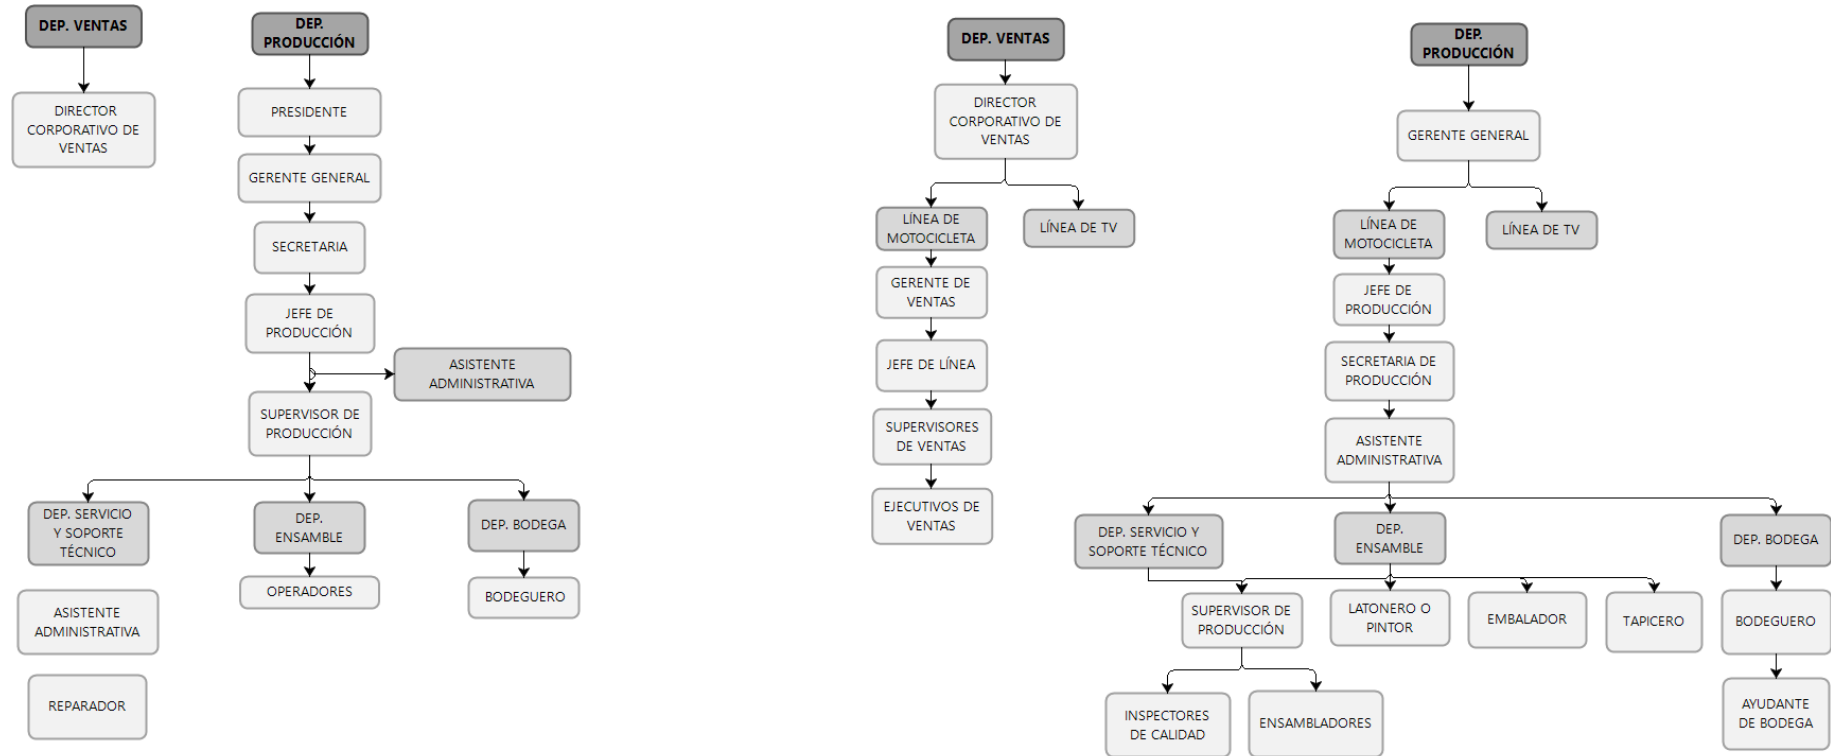 DEP. VENTAS
DIRECTOR
CORPORATIVO DE
VENTAS
DEP.
PRODUCCIÓN
PRESIDENTE
GERENTE GENERAL
SECRETARIA
JEFE DE
PRODUCCIÓN
ASISTENTE
ADMINISTRATIVA
SUPERVISOR DE
PRODUCCIÓN
DEP. SERVICIO
Y SOPORTE
TÉCNICO
ASISTENTE
ADMINISTRATIVA
REPARADOR
DEP.
ENSAMBLE
OPERADORES
DEP. BODEGA
BODEGUERO
DEP. VENTAS
DIRECTOR
CORPORATIVO DE
VENTAS
LÍNEA DE
MOTOCICLETA
LÍNEA DE TV
GERENTE DE
VENTAS
JEFE DE LÍNEA
SUPERVISORES
DE VENTAS
EJECUTIVOS DE
VENTAS
DEP.
PRODUCCIÓN
GERENTE GENERAL
LÍNEA DE
MOTOCICLETA
LÍNEA DE TV
JEFE DE
PRODUCCIÓN
SECRETARIA DE
PRODUCCIÓN
ASISTENTE
ADMINISTRATIVA
DEP. SERVICIO Y
SOPORTE TÉCNICO
DEP.
ENSAMBLE
DEP. BODEGA
SUPERVISOR DE
PRODUCCIÓN
LATONERO O
PINTOR
EMBALADOR
TAPICERO
BODEGUERO
INSPECTORES
DE CALIDAD
ENSAMBLADORES
AYUDANTE
DE BODEGA